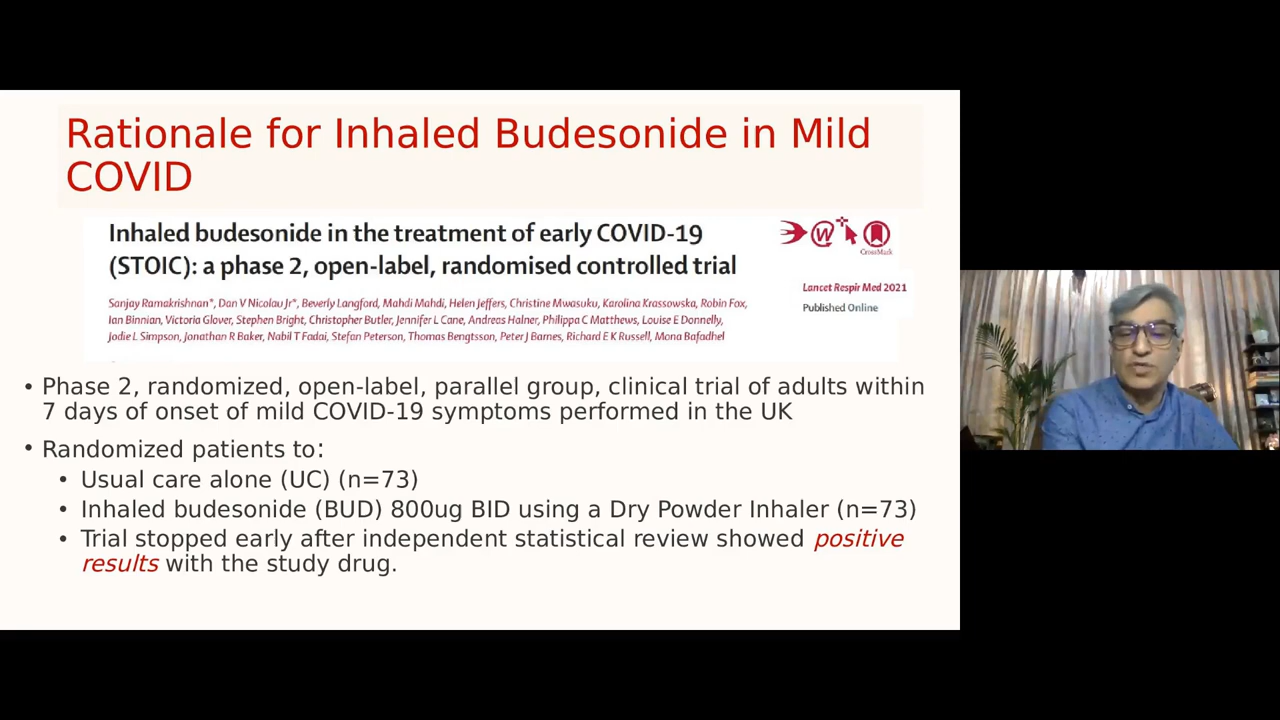 Rationale for Inhaled Budesonide in Mild
COVID
Inhaled budesonide in the treatment of early COVID-19
(STOIC): a phase 2, open-label, randomised controlled trial
CrossMark
Lancet Respir Med 2021
Published Online
Sanjay Ramakrishnan*, Dan V Nicolau Jr*, Beverly Langford, Mahdi Mahdi, Helen Jeffers, Christine Mwasuku, Karolina Krassowska, Robin Fox,
Ian Binnian, Victoria Glover, Stephen Bright, Christopher Butler, Jennifer L Cane, Andreas Halner, Philippa C Matthews, Louise E Donnelly,
Jodie L Simpson, Jonathan R Baker, Nabil T Fadai, Stefan Peterson, Thomas Bengtsson, Peter J Barnes, Richard E K Russell, Mona Bafadhel
• Phase 2, randomized, open-label, parallel group, clinical trial of adults within
7 days of onset of mild COVID-19 symptoms performed in the UK
• Randomized patients to:
• Usual care alone (UC) (n=73)
• Inhaled budesonide (BUD) 800ug BID using a Dry Powder Inhaler (n=73)
• Trial stopped early after independent statistical review showed positive
results with the study drug.